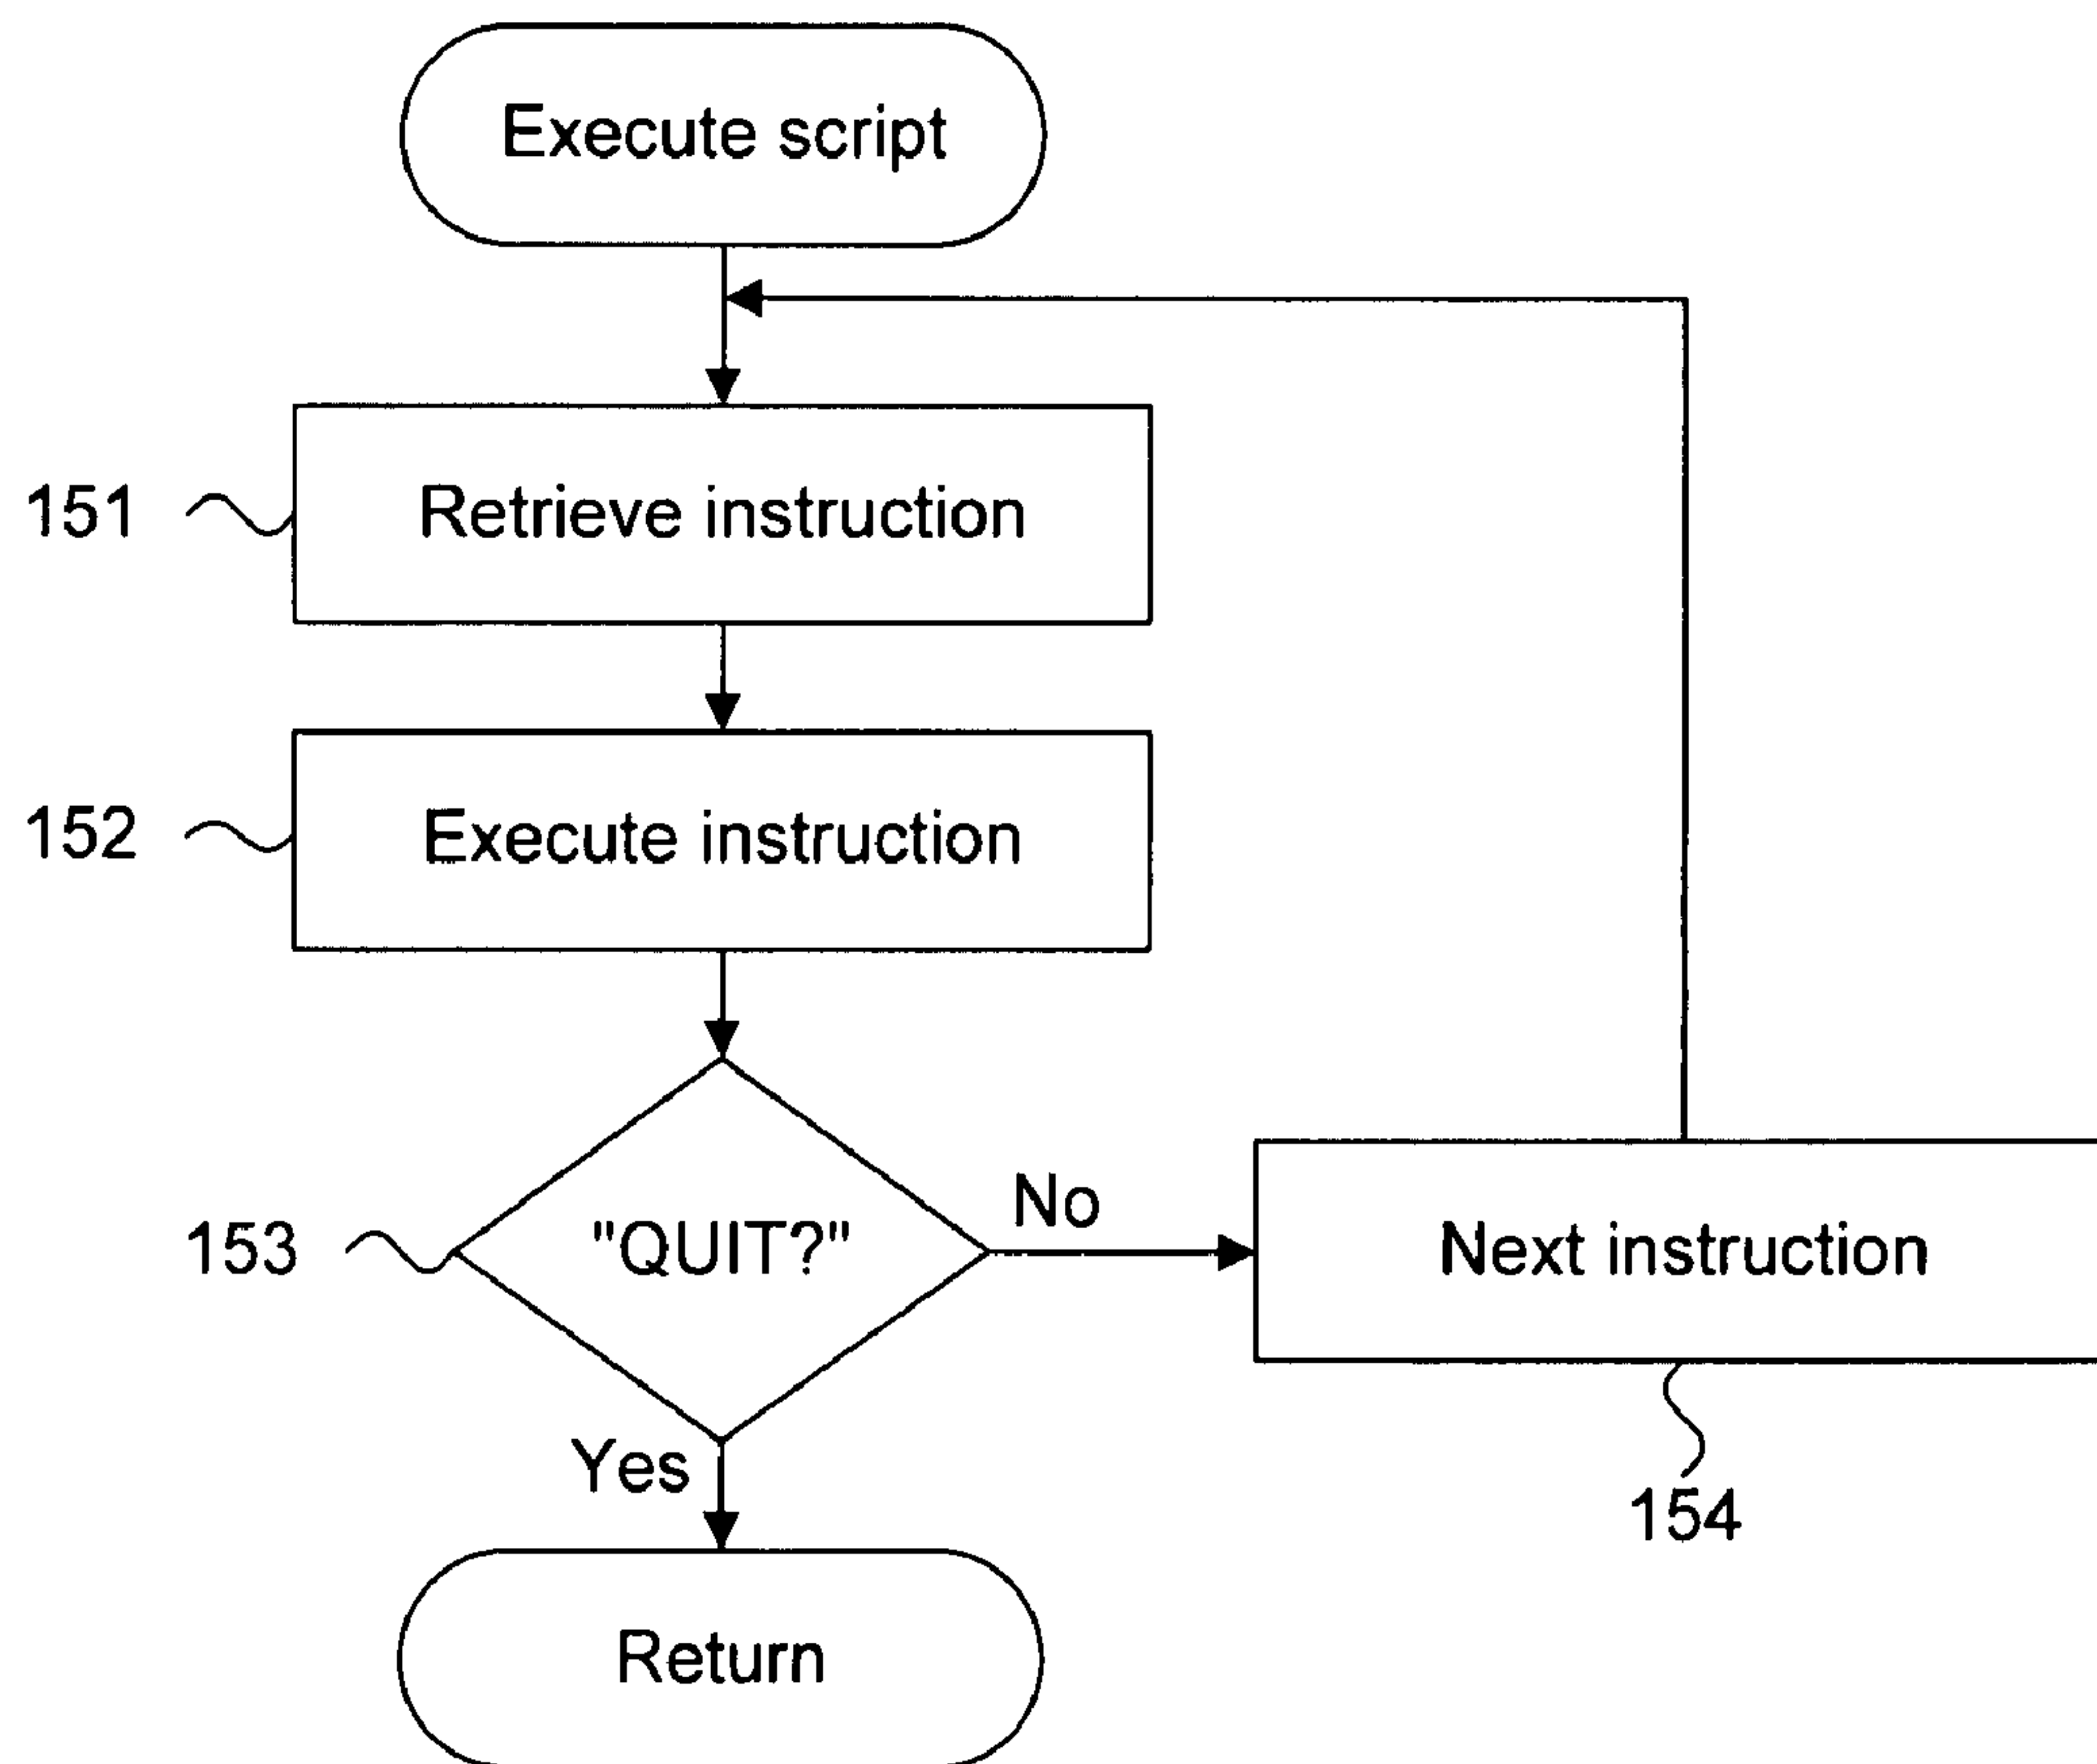 Execute script
151
Retrieve instruction
152
Execute instruction
153
"QUIT?"
No
Next instruction
Yes
154
Return